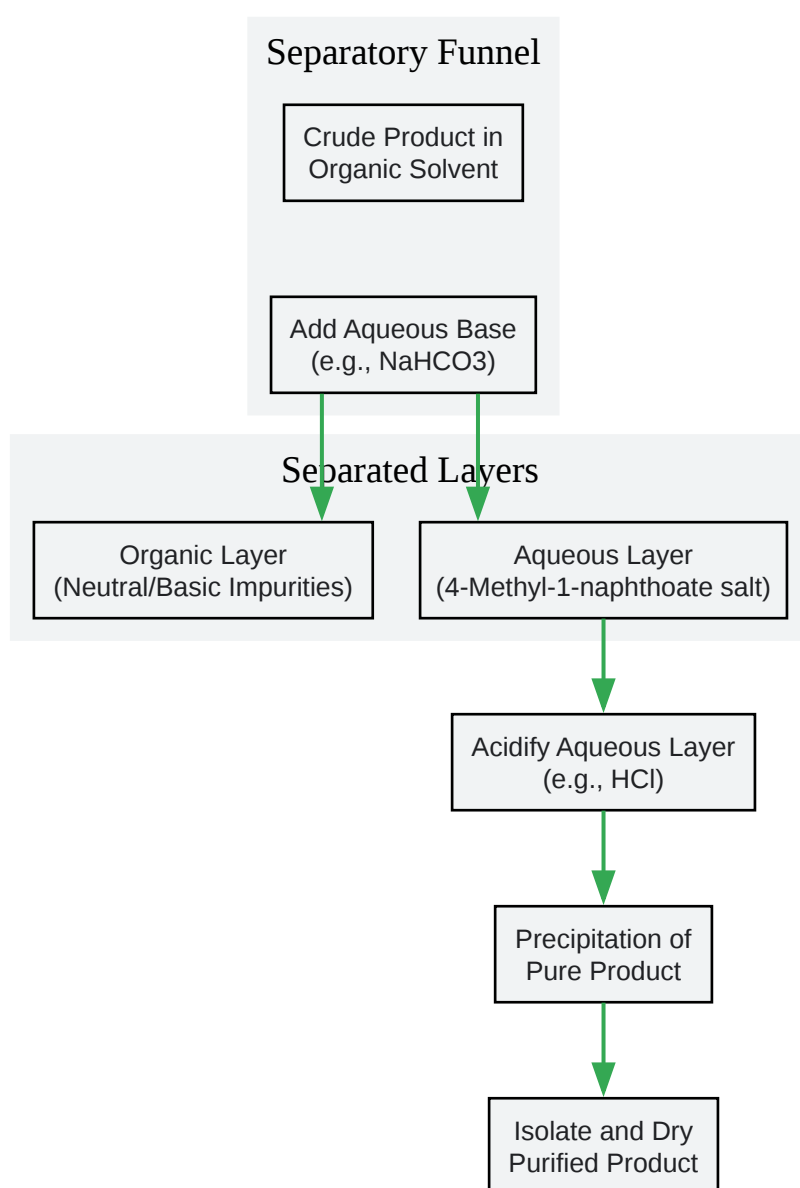 Separatory Funnel
Crude Product in
Organic Solvent
Add Aqueous Base
(e.g., NaHCO3)
Separated Layers
Organic Layer
(Neutral/Basic Impurities)
Aqueous Layer
(4-Methyl-1-naphthoate salt)
Acidify Aqueous Layer
(e.g., HCl)
Precipitation of
Pure Product
Isolate and Dry
Purified Product